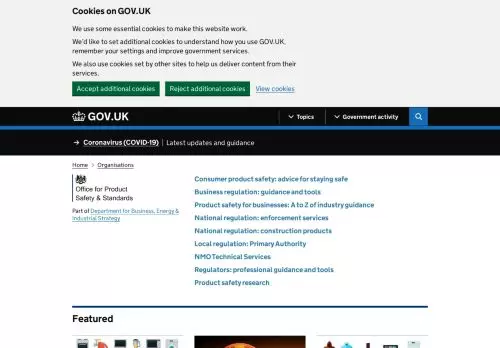 Cookies on GOV.UK
We use some essential cookies to make this website work.
We'd like to set additional cookies to understand how you use GOV.UK,
remember your settings and improve government services.
We also use cookies set by other sites to help us deliver content from their
services.
Accept additional cookies Reject additional cookies View cookies
GOV.UK Topics Government activity
Coronavirus (COVID-19) Latest updates and guidance
Home Organisations
Office for Product
Safety & Standards
Part of Department for Business, Energy &
Industrial Strategy
Consumer product safety: advice for staying safe
Business regulation: guidance and tools
Product safety for businesses: A to Z of industry guidance
National regulation: enforcement services
National regulation: construction products
Local regulation: Primary Authority
NMO Technical Services
Regulators: professional guidance and tools
Product safety research
Featured